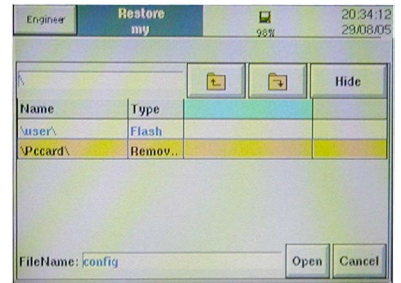 Engineer
Restore
my
98%
20:34:12
29/08/05
\
Hide
Name Type
\user\ Flash
\Pccard\ Remov..
FileName: config
Open Cancel